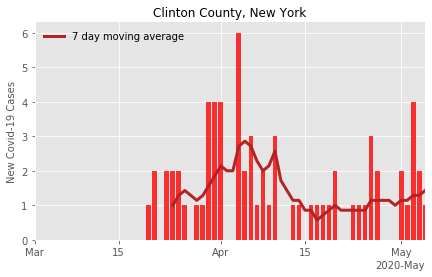 Clinton County, New York
7 day moving average
New Covid-19 Cases
6
5
4
3
2
1
0
Mar
15
Apr
15
May
2020-May